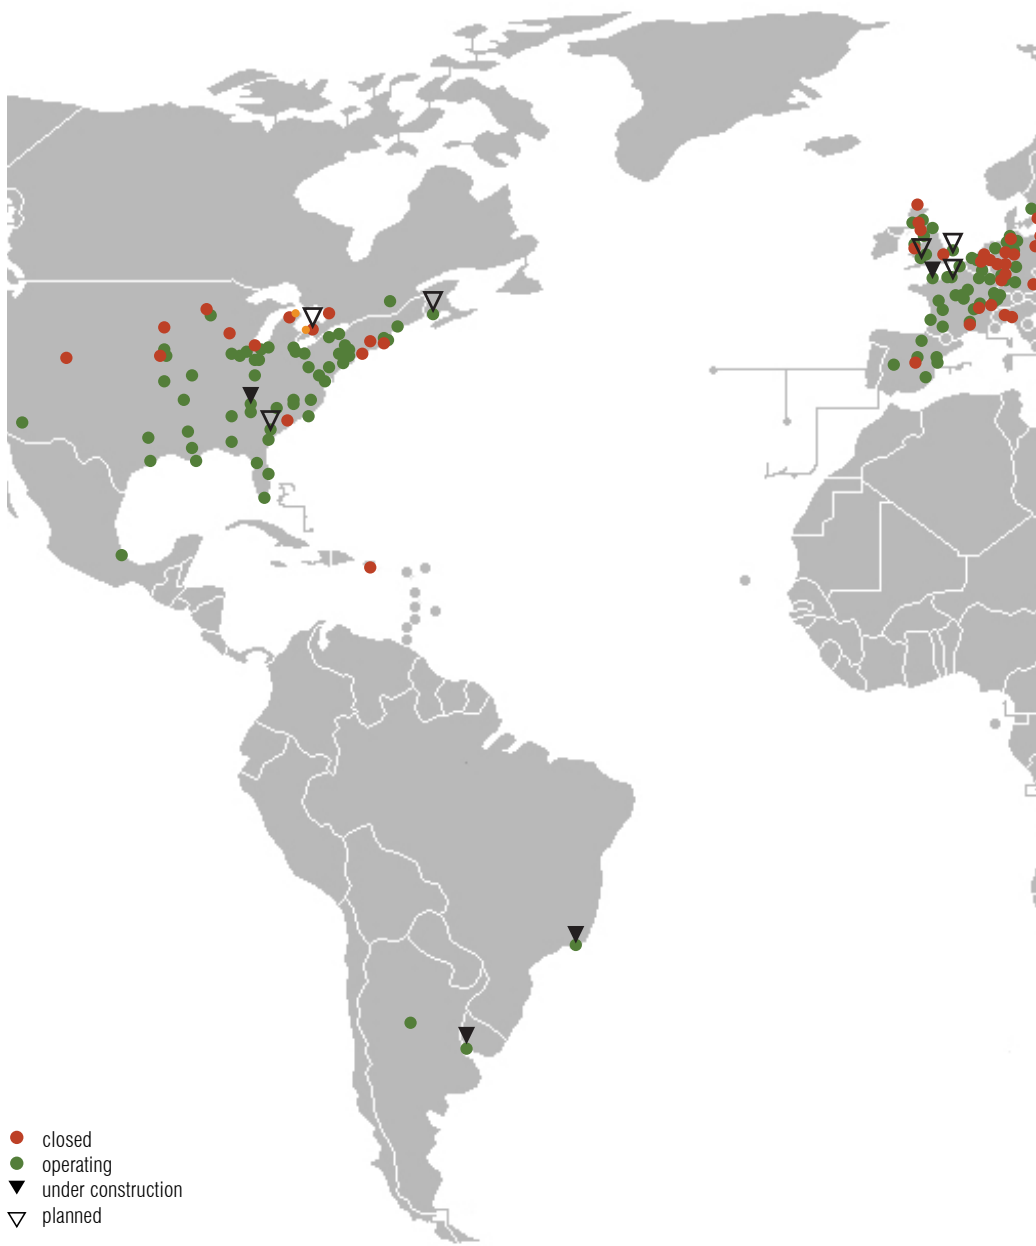 closed
operating
under construction
planned